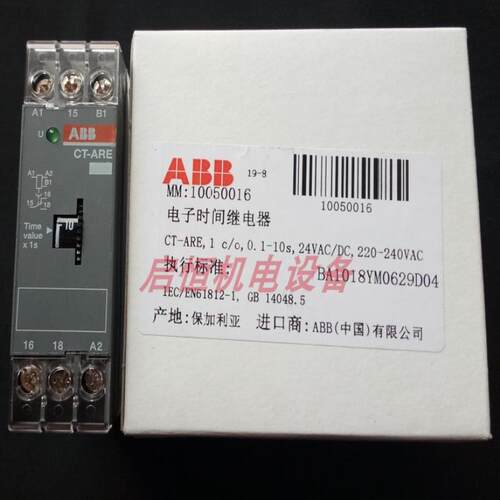 A1 15 B1
U ABB
CT-ARE
A1 A2
B1
16
15 18
Time
value
x 1s
10
16 18 A2
ABB 19-8
MM:10050016
10050016
电子时间继电器
CT-ARE,1 c/o,0.1-10s,24VAC/DC,220-240VAC
执行标准: BA1018YM0629D04
IEC/EN61812-1, GB 14048.5
产地:保加利亚 进口商:ABB(中国)有限公司
启恒机电设备